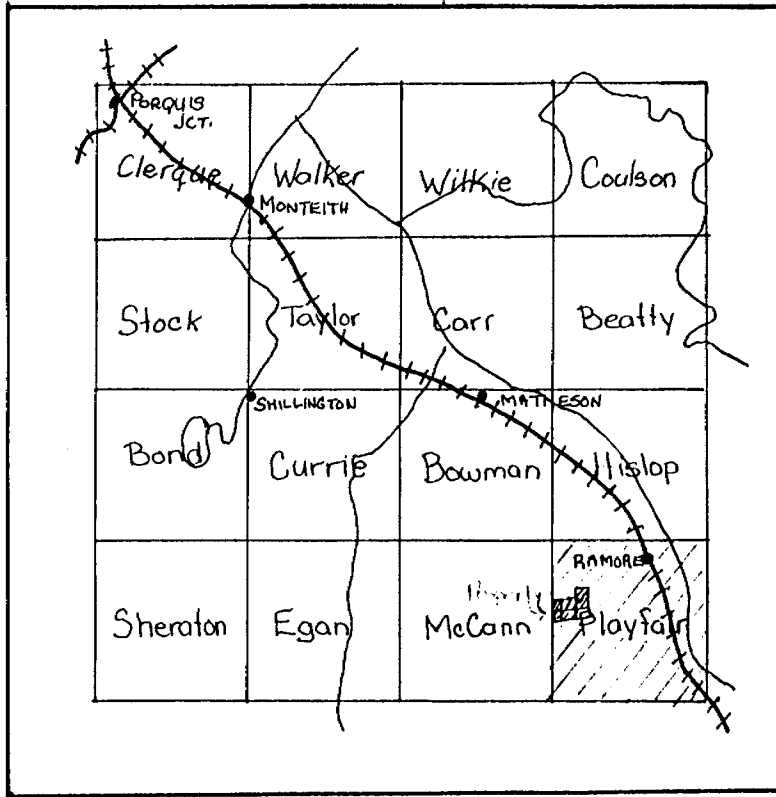 PORQUIS
JCT.
Clergue Walker Wilkie Coulson
MONTEITH
Stock Taylor Carr Beatty
SHILLINGTON MATHESON
Bond Currie Bowman Hislop
RAMORE
Sheraton Egan McCann Playfair